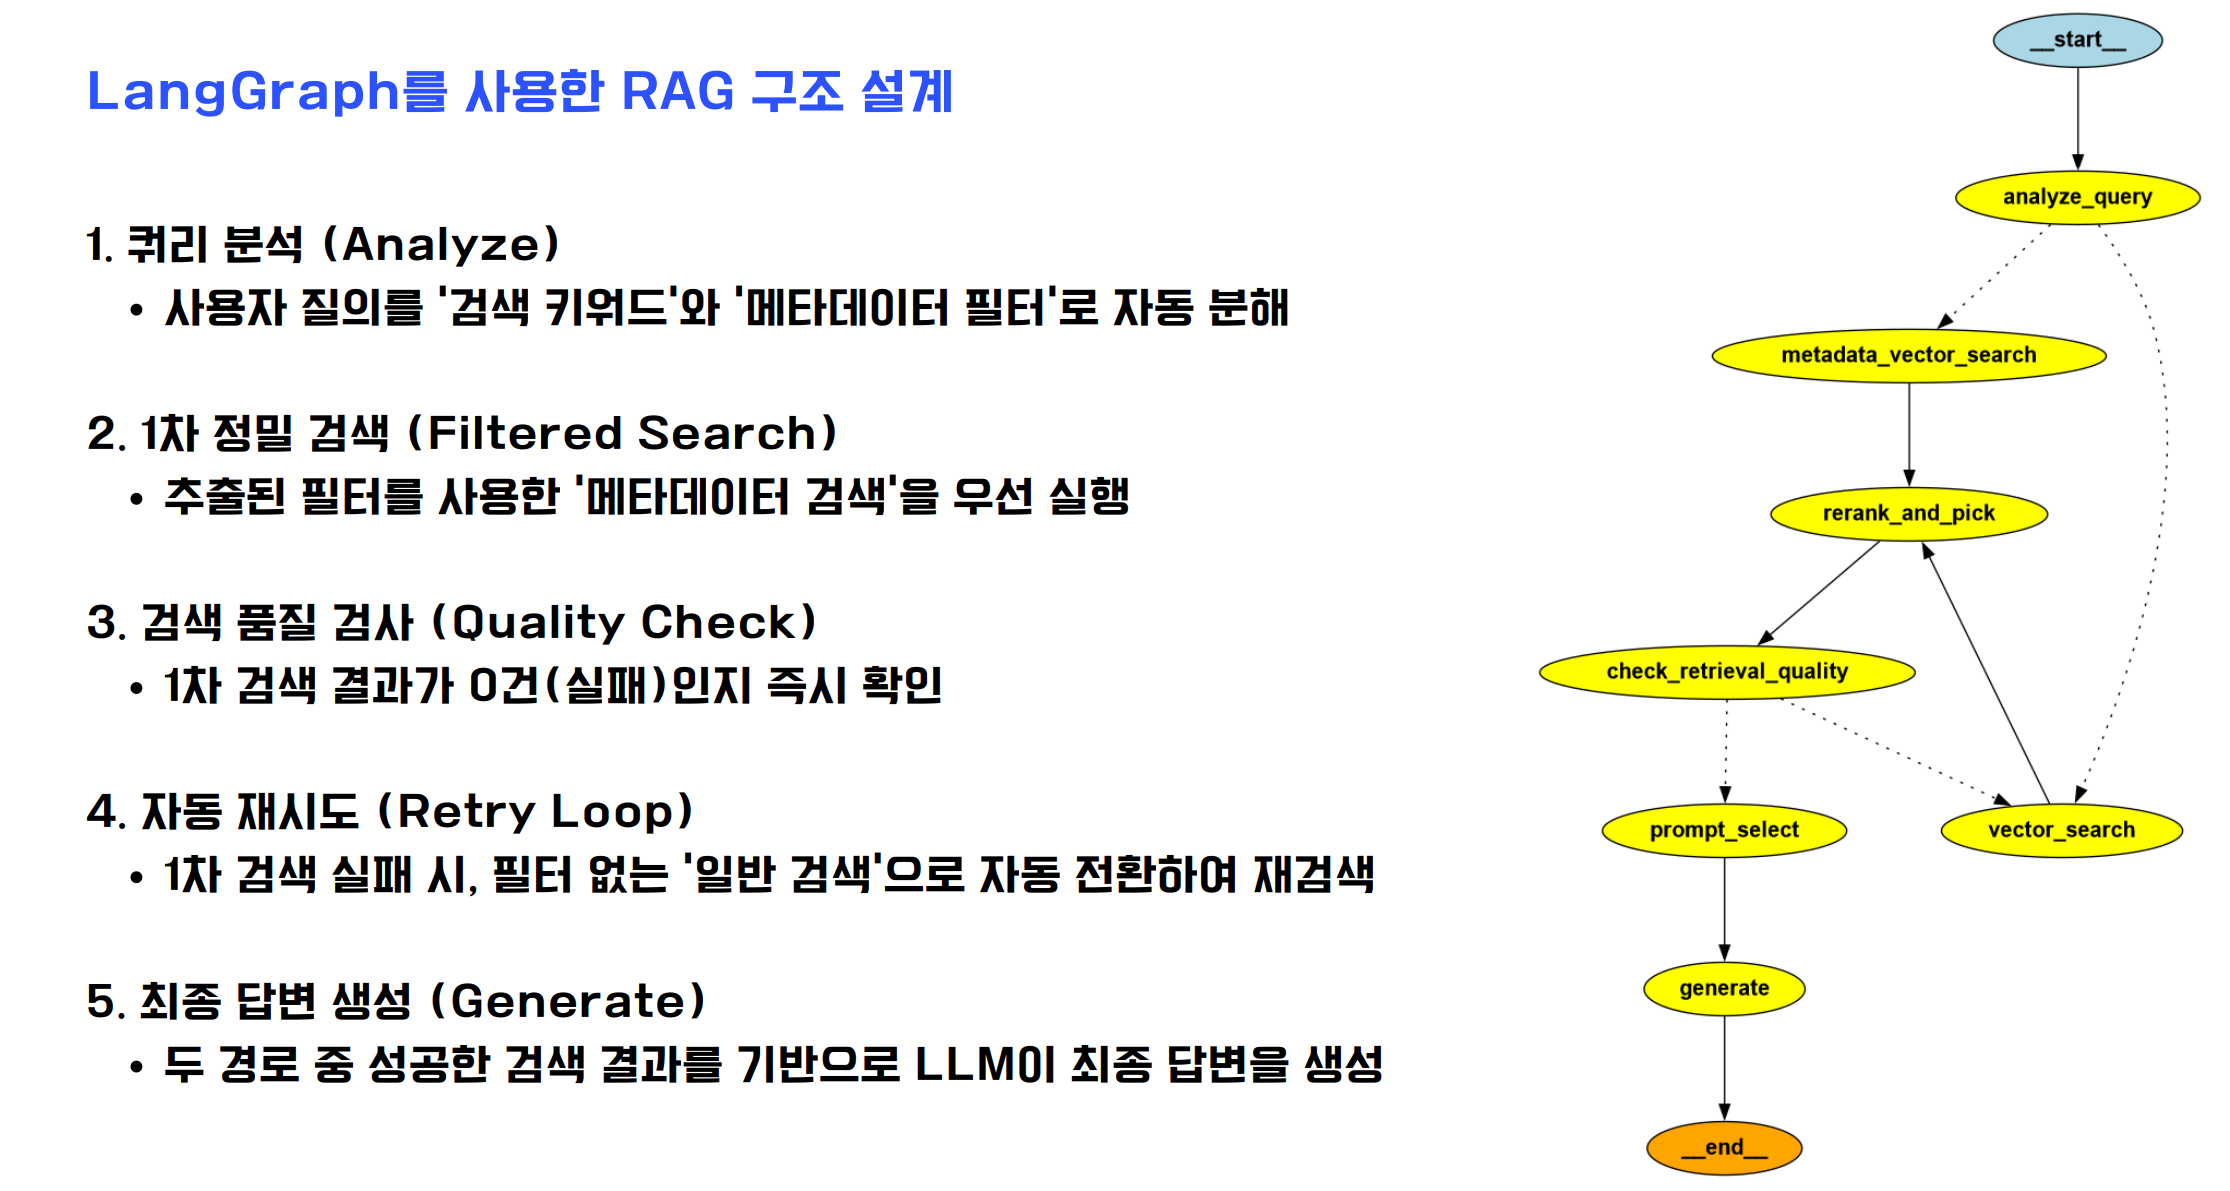 LangGraph를 사용한 RAG 구조 설계
1. 쿼리 분석 (Analyze)
• 사용자 질의를 '검색 키워드'와 '메타데이터 필터'로 자동 분해
2. 1차 정밀 검색 (Filtered Search)
• 추출된 필터를 사용한 '메타데이터 검색'을 우선 실행
3. 검색 품질 검사 (Quality Check)
• 1차 검색 결과가 0건(실패)인지 즉시 확인
4. 자동 재시도 (Retry Loop)
• 1차 검색 실패 시, 필터 없는 '일반 검색'으로 자동 전환하여 재검색
5. 최종 답변 생성 (Generate)
• 두 경로 중 성공한 검색 결과를 기반으로 LLM이 최종 답변을 생성
__start__
analyze_query
metadata_vector_search
rerank_and_pick
check_retrieval_quality
prompt_select
vector_search
generate
__end__